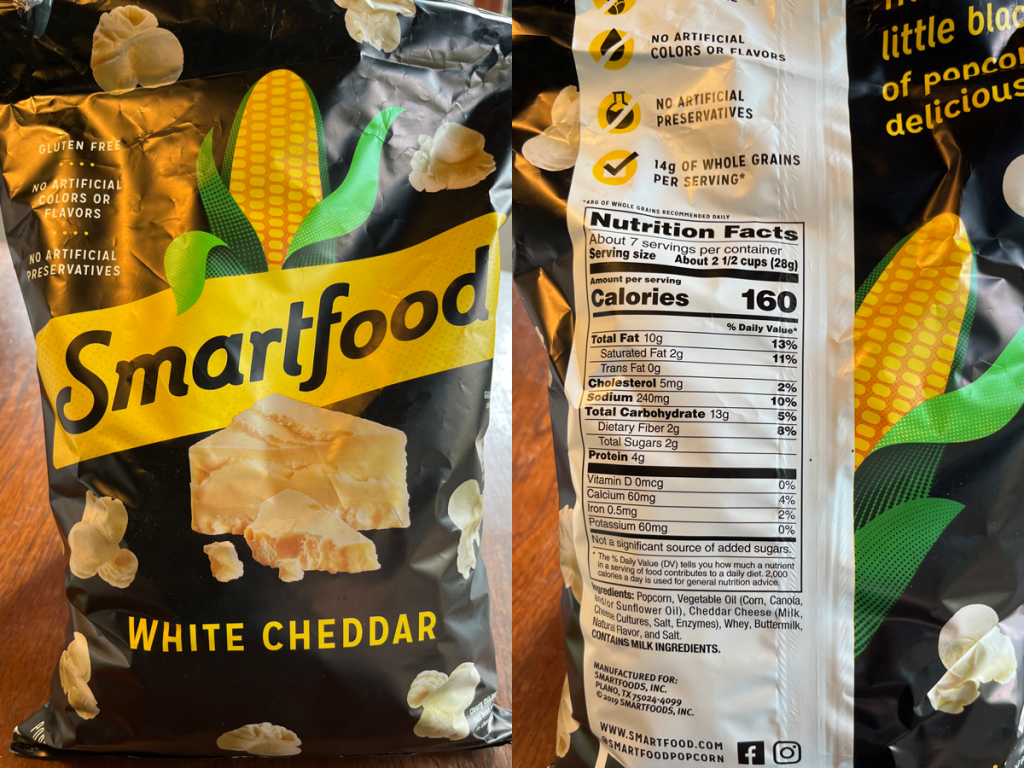 GLUTEN FREE
NO ARTIFICIAL
COLORS OR
FLAVORS
NO ARTIFICIAL
PRESERVATIVES
Smartfood
WHITE CHEDDAR
NO ARTIFICIAL
COLORS OR FLAVORS
NO ARTIFICIAL
PRESERVATIVES
14g OF WHOLE GRAINS
PER SERVING*
*48G OF WHOLE GRAINS RECOMMENDED DAILY
Nutrition Facts
About 7 servings per container
Serving size About 2 1/2 cups (28g)
Amount per serving
Calories 160
% Daily Value*
Total Fat 10g 13%
Saturated Fat 2g 11%
Trans Fat 0g
Cholesterol 5mg 2%
Sodium 240mg 10%
Total Carbohydrate 13g 5%
Dietary Fiber 2g 8%
Total Sugars 2g
Protein 4g
Vitamin D 0mcg 0%
Calcium 60mg 4%
Iron 0.5mg 2%
Potassium 60mg 0%
Not a significant source of added sugars.
* The % Daily Value (DV) tells you how much a nutrient
in a serving of food contributes to a daily diet. 2,000
calories a day is used for general nutrition advice.
Ingredients: Popcorn, Vegetable Oil (Corn, Canola,
and/or Sunflower Oil), Cheddar Cheese (Milk,
Cheese Cultures, Salt, Enzymes), Whey, Buttermilk,
Natural Flavor, and Salt.
CONTAINS MILK INGREDIENTS.
MANUFACTURED FOR:
SMARTFOODS, INC.
PLANO, TX 75024-4099
© 2019 SMARTFOODS, INC.
WWW.SMARTFOOD.COM
@SMARTFOODPOPCORN
little blac
of popcor
delicious